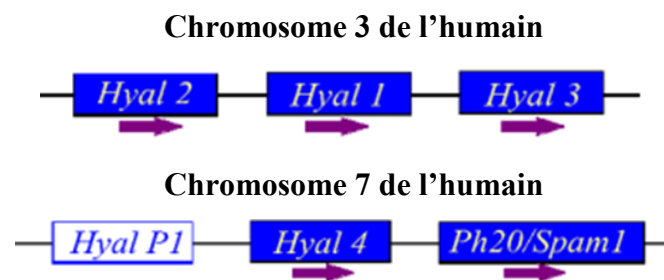 Chromosome 3 de l’humain
Hyal 2 Hyal 1 Hyal 3
Chromosome 7 de l’humain
Hyal P1 Hyal 4 Ph20/Spam1